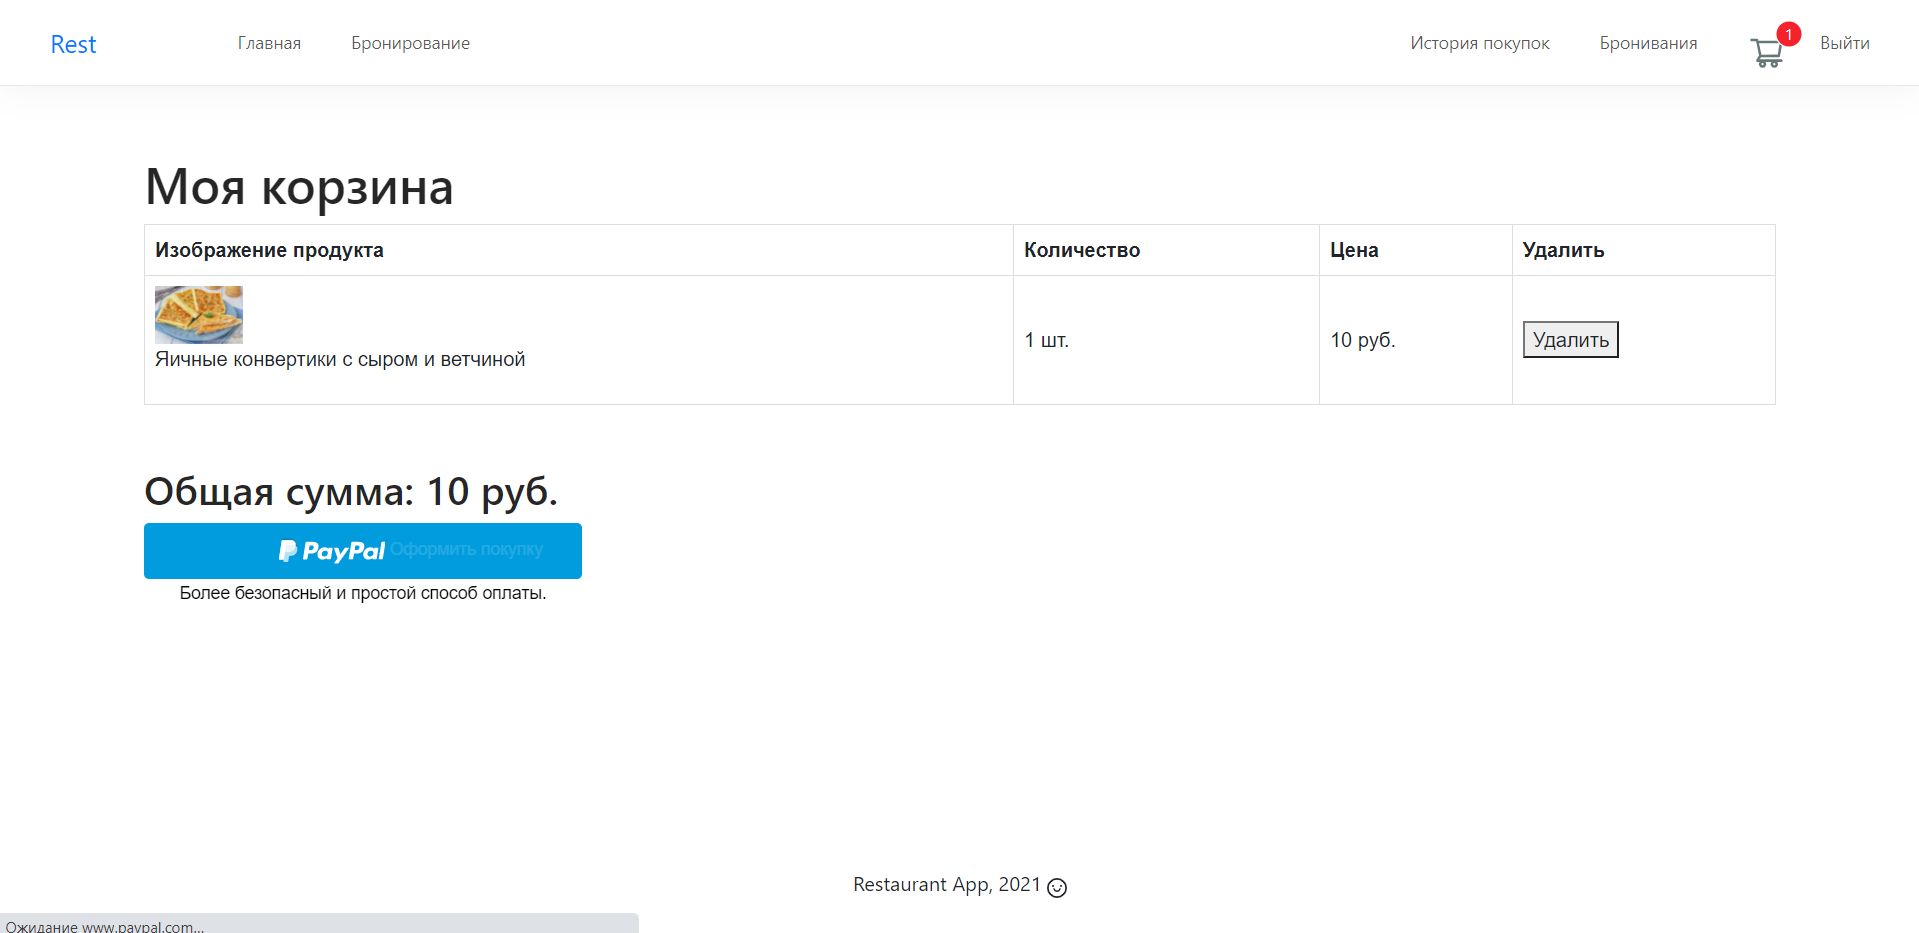 Rest Главная Бронирование История покупок Бронивания 1 Выйти
Моя корзина
Изображение продукта Количество Цена Удалить
Яичные конвертики с сыром и ветчиной 1 шт. 10 руб. Удалить
Общая сумма: 10 руб.
PayPal Оформить покупку
Более безопасный и простой способ оплаты.
Restaurant App, 2021
Ожидание www.paypal.com...